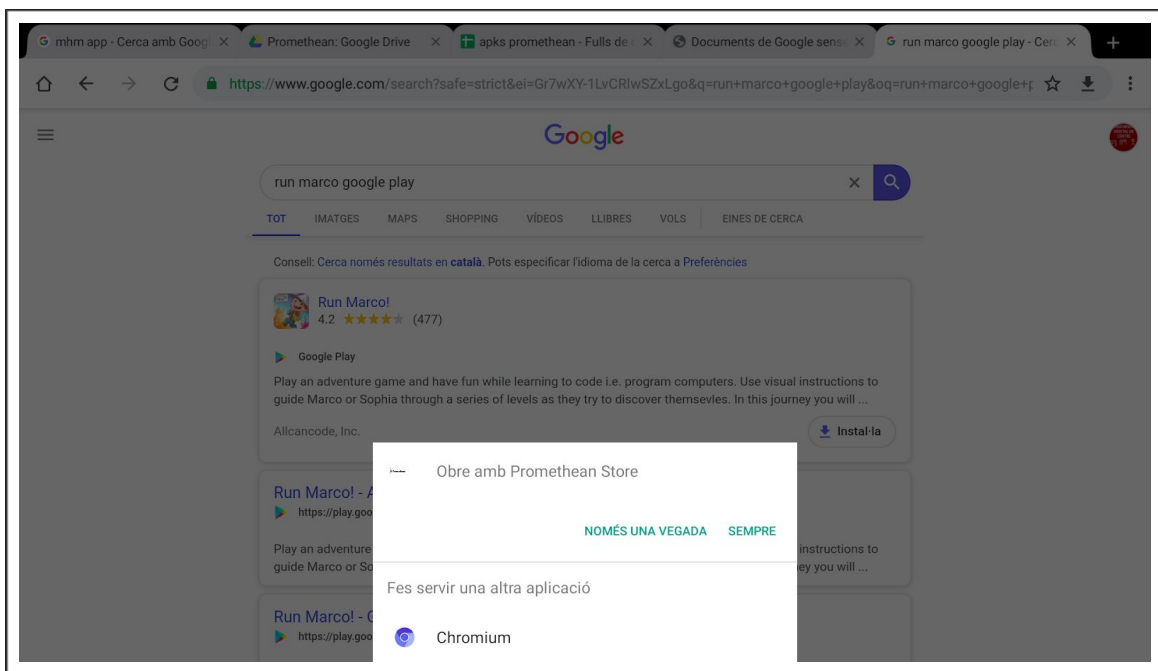 mhm app - Cerca amb Goog
Promethean: Google Drive
apks promethean - Fulls de
Documents de Google sense
run marco google play - Cerc
https://www.google.com/search?safe=strict&ei=Gr7wXY-1LvCRlwSZxLgo&q=run+marco+google+play&oq=run+marco+google+p
Google
run marco google play
TOT IMATGES MAPS SHOPPING VÍDEOS LLIBRES VOLS EINES DE CERCA
Consell: Cerca només resultats en català. Pots especificar l'idioma de la cerca a Preferències
Run Marco!
4.2 ★★★★★ (477)
Google Play
Play an adventure game and have fun while learning to code i.e. program computers. Use visual instructions to
guide Marco or Sophia through a series of levels as they try to discover themsevles. In this journey you will ...
Allcancode, Inc.
Instal·la
Run Marco! - A
https://play.goo
Play an adventure
instructions to
guide Marco or So
ey you will ...
Run Marco! - G
https://play.goo
Obre amb Promethean Store
NOMÉS UNA VEGADA SEMPRE
Fes servir una altra aplicació
Chromium